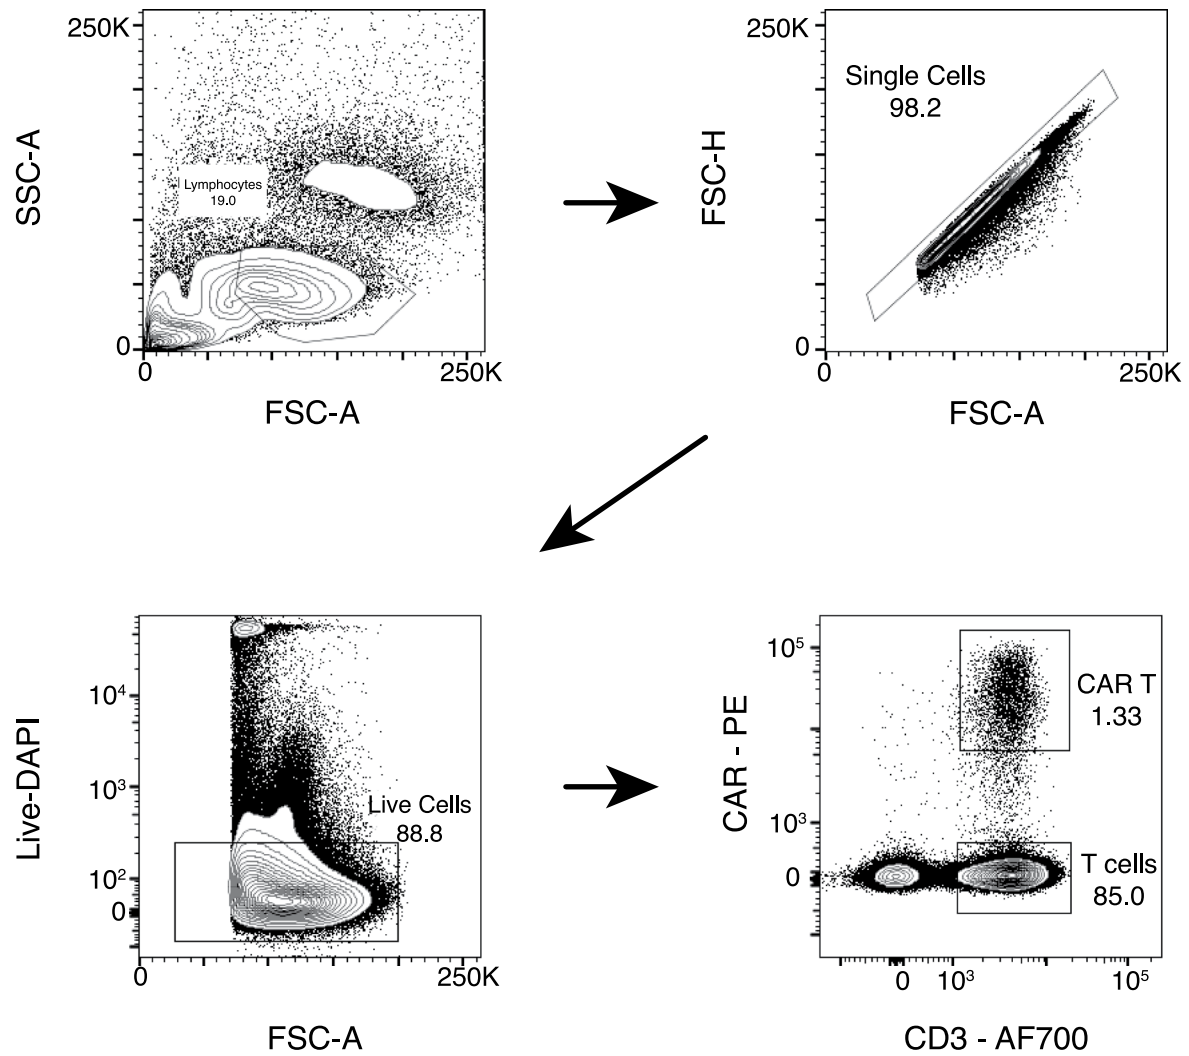 250K
SSC-A
Lymphocytes
19.0
0
0
250K
FSC-A
250K
FSC-H
Single Cells
98.2
0
0
250K
FSC-A
Live-DAPI
10⁴
10³
10²
0
Live Cells
88.8
0
250K
FSC-A
CAR - PE
10⁵
10³
0
CAR T
1.33
T cells
85.0
0
10³
10⁵
CD3 - AF700